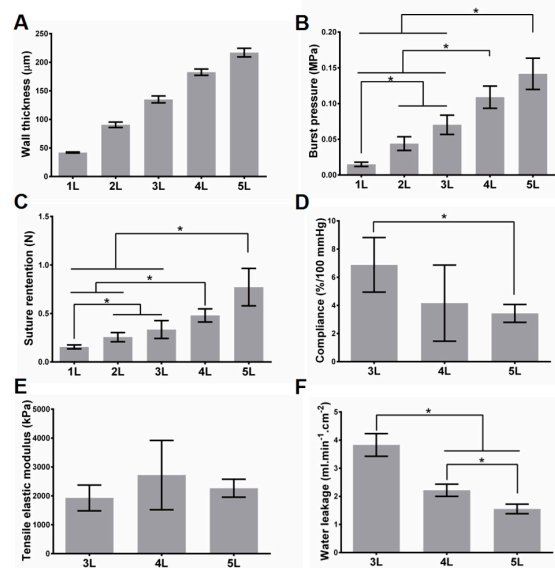 A
Wall thickness (µm)
250
200
150
100
50
0
1L 2L 3L 4L 5L
B
Burst pressure (MPa)
0.20
0.15
0.10
0.05
0.00
*
*
*
1L 2L 3L 4L 5L
C
Suture rentention (N)
1.5
1.0
0.5
0.0
*
*
*
1L 2L 3L 4L 5L
D
Compliance (%/100 mmHg)
10
8
6
4
2
0
*
3L 4L 5L
E
Tensile elastic modulus (kPa)
5000
4000
3000
2000
1000
0
3L 4L 5L
F
Water leakage (ml.min-1.cm-2)
5
4
3
2
1
0
*
*
3L 4L 5L